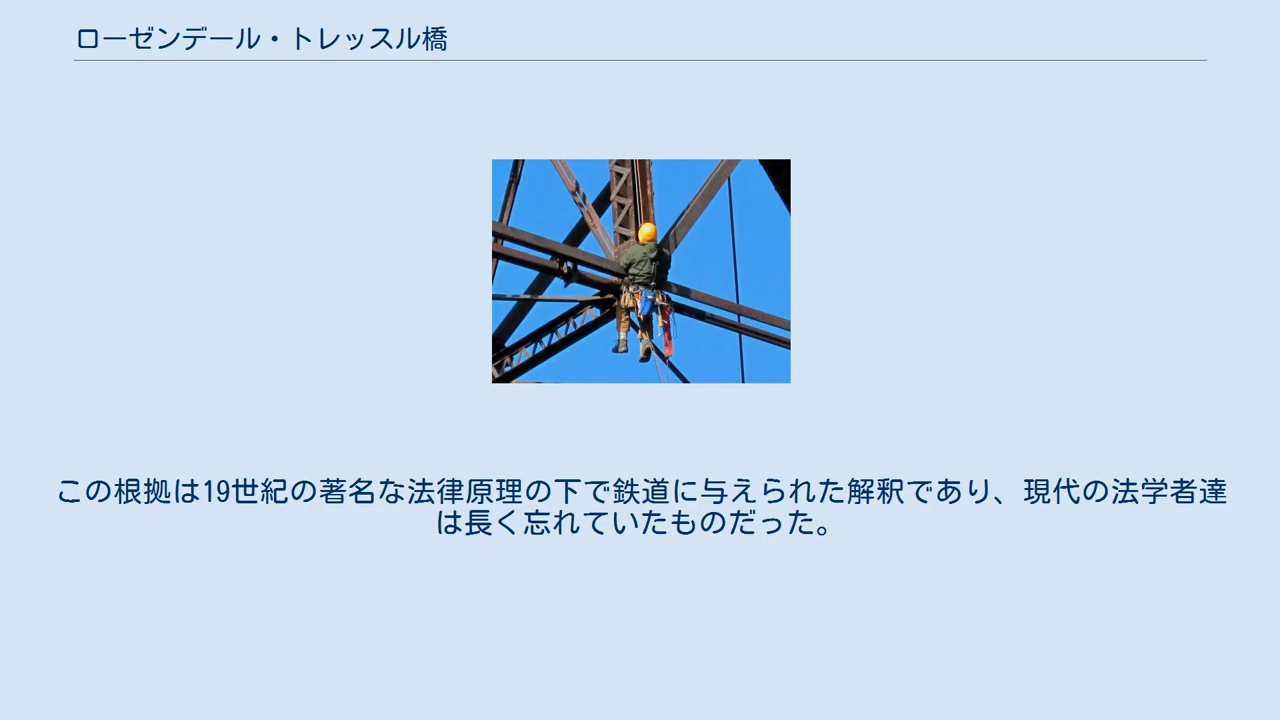 ローゼンデール・トレッスル橋
この根拠は19世紀の著名な法律原理の下で鉄道に与えられた解釈であり、現代の法学者達
は長く忘れていたものだった。